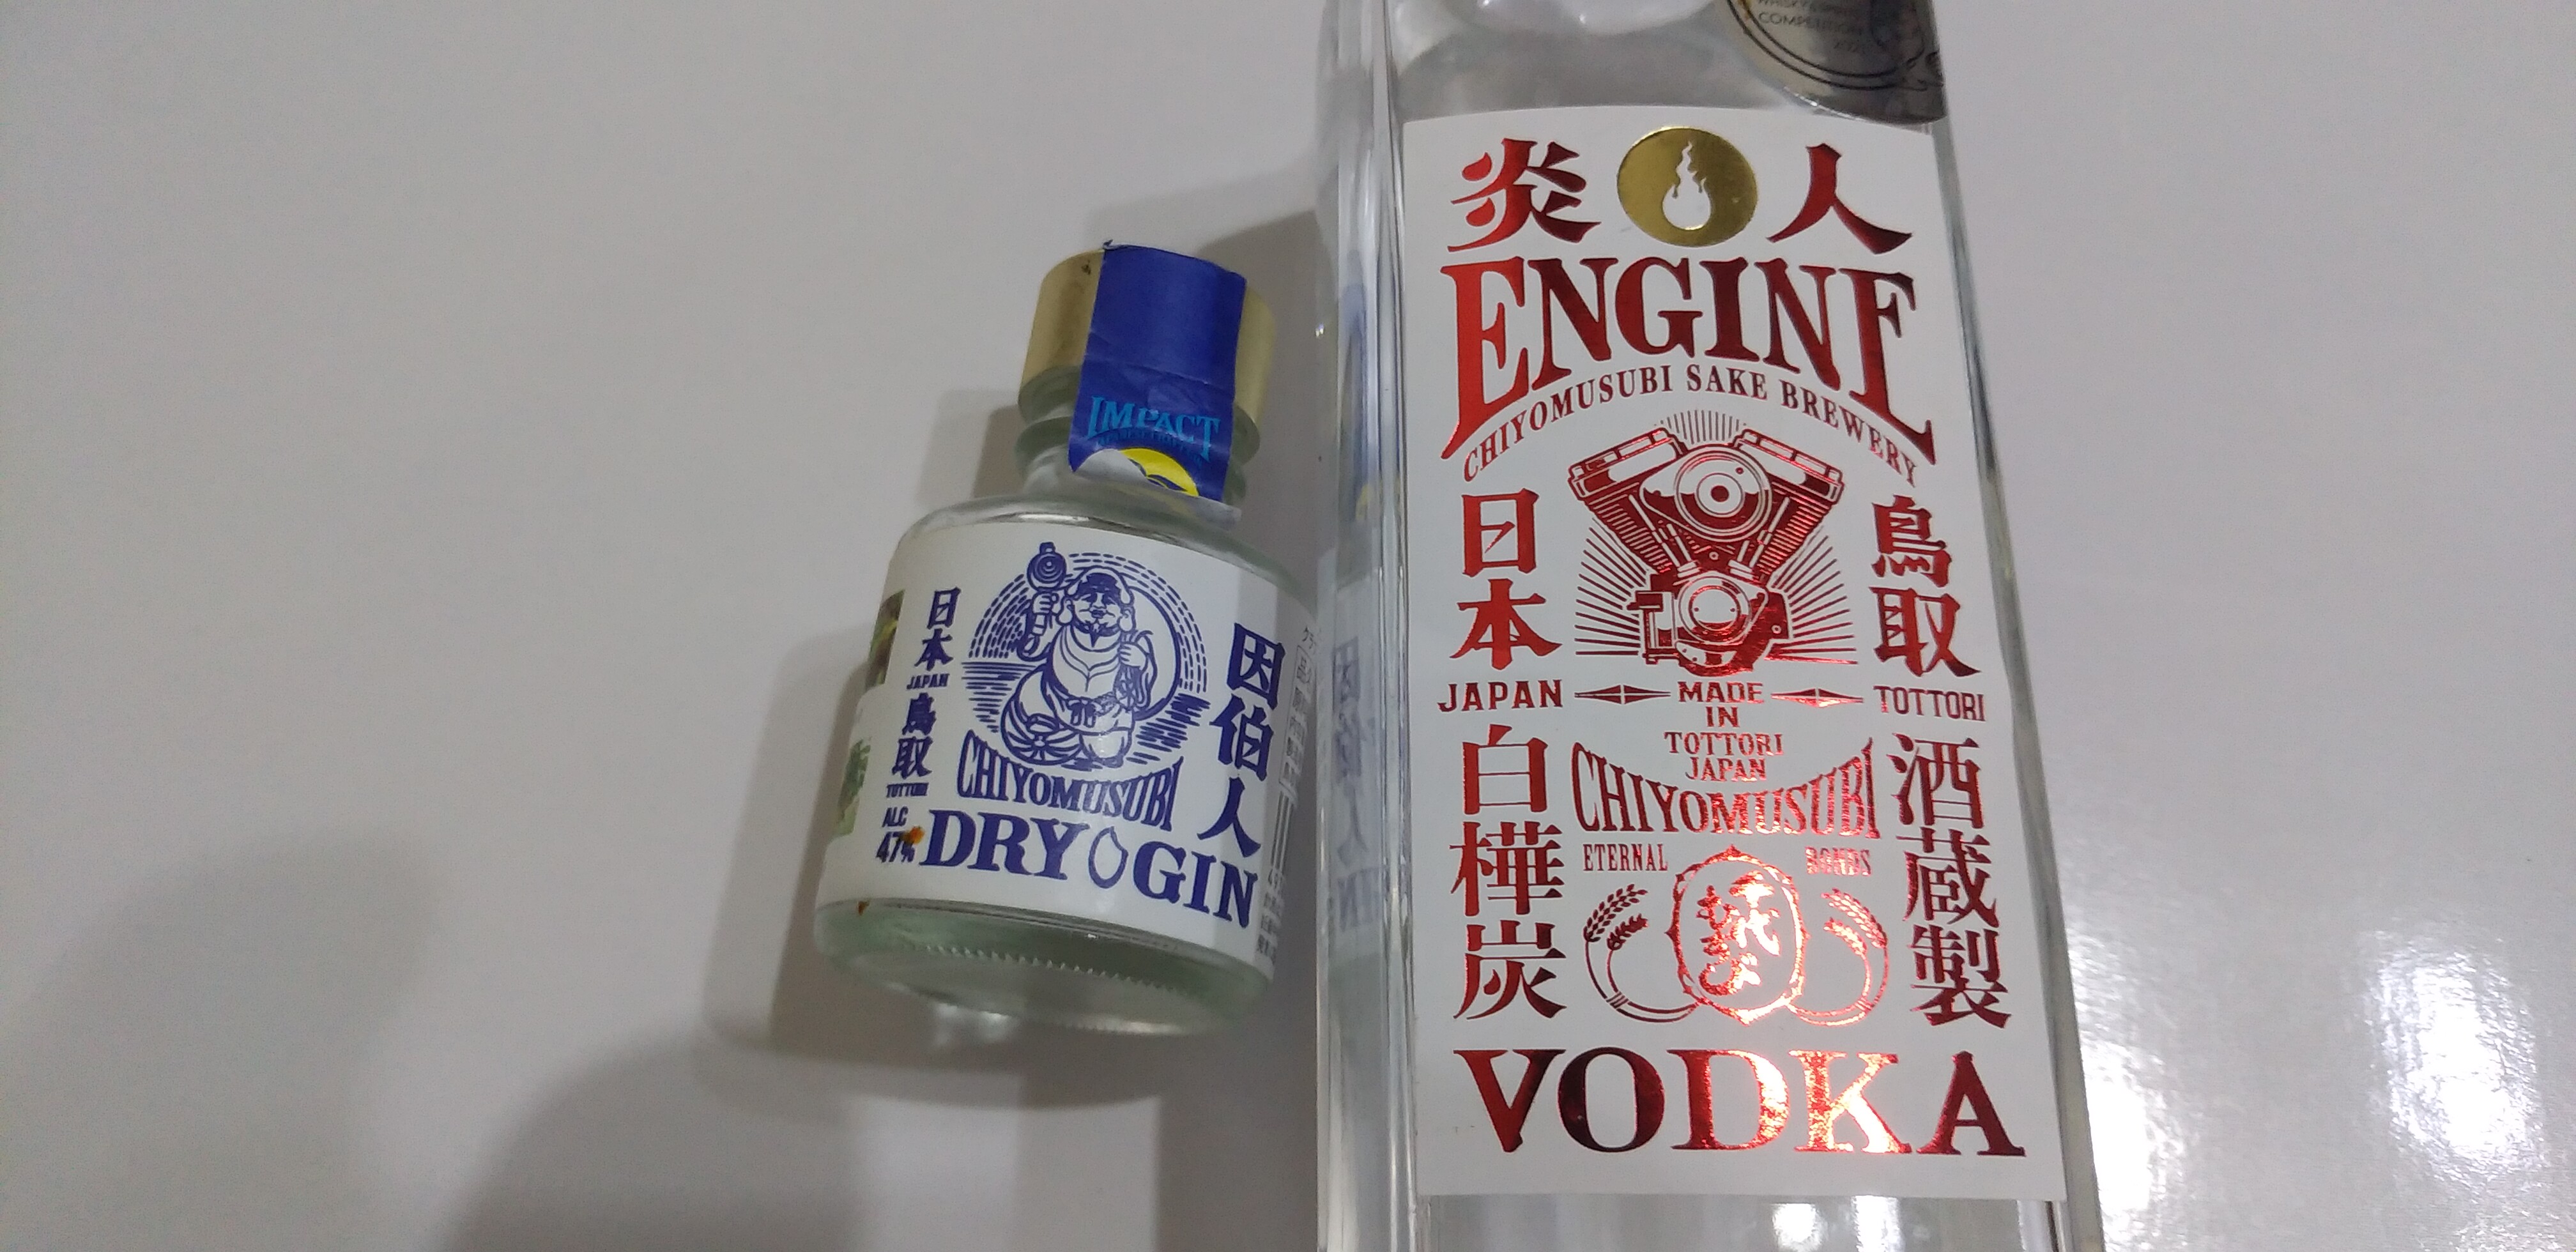 IMPACT
日本
JAPAN
鳥取
TOTTORI
ALC
47%
因伯人
CHIYOMUSUBI
DRY GIN
COMPETITION
炎人
ENGINE
CHIYOMUSUBI SAKE BREWERY
日本
JAPAN
鳥取
TOTTORI
MADE
IN
TOTTORI
JAPAN
白樺炭
CHIYOMUSUBI
ETERNAL BONDS
酒蔵製
VODKA